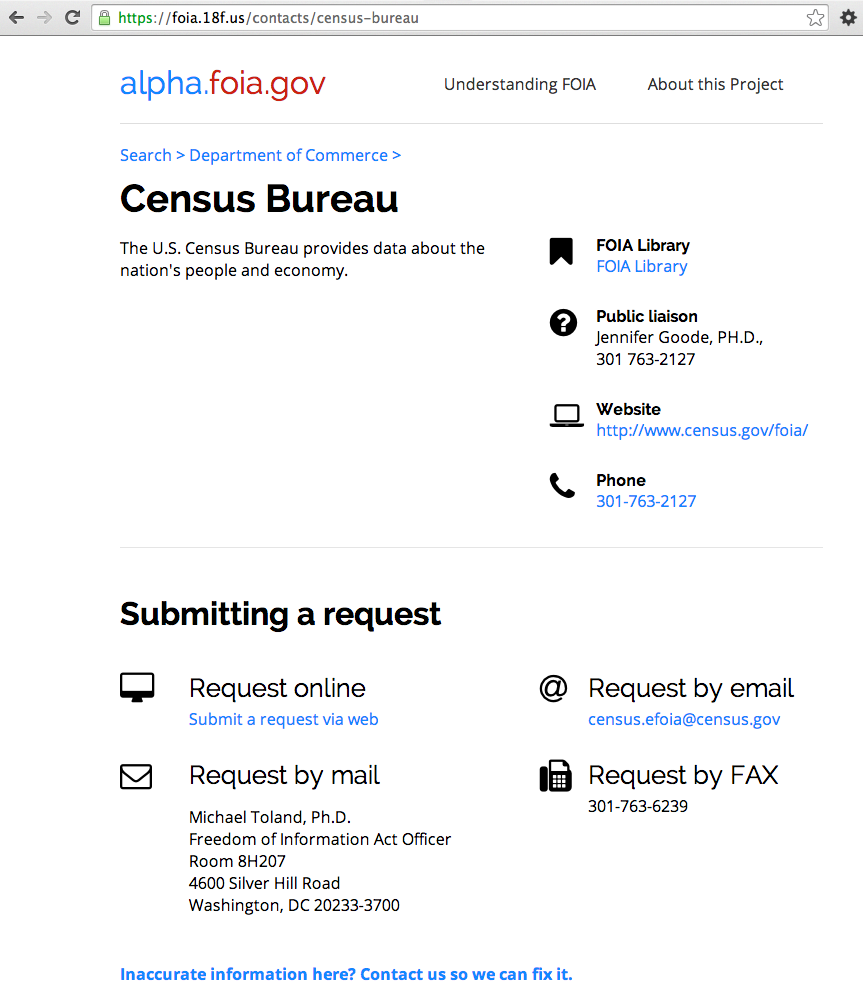 https://foia.18f.us/contacts/census-bureau
alpha.foia.gov
Understanding FOIA
About this Project
Search > Department of Commerce >
Census Bureau
The U.S. Census Bureau provides data about the
nation's people and economy.
FOIA Library
FOIA Library
Public liaison
Jennifer Goode, PH.D.,
301 763-2127
Website
http://www.census.gov/foia/
Phone
301-763-2127
Submitting a request
Request online
Submit a request via web
@ Request by email
census.efoia@census.gov
Request by mail
Michael Toland, Ph.D.
Freedom of Information Act Officer
Room 8H207
4600 Silver Hill Road
Washington, DC 20233-3700
Request by FAX
301-763-6239
Inaccurate information here? Contact us so we can fix it.